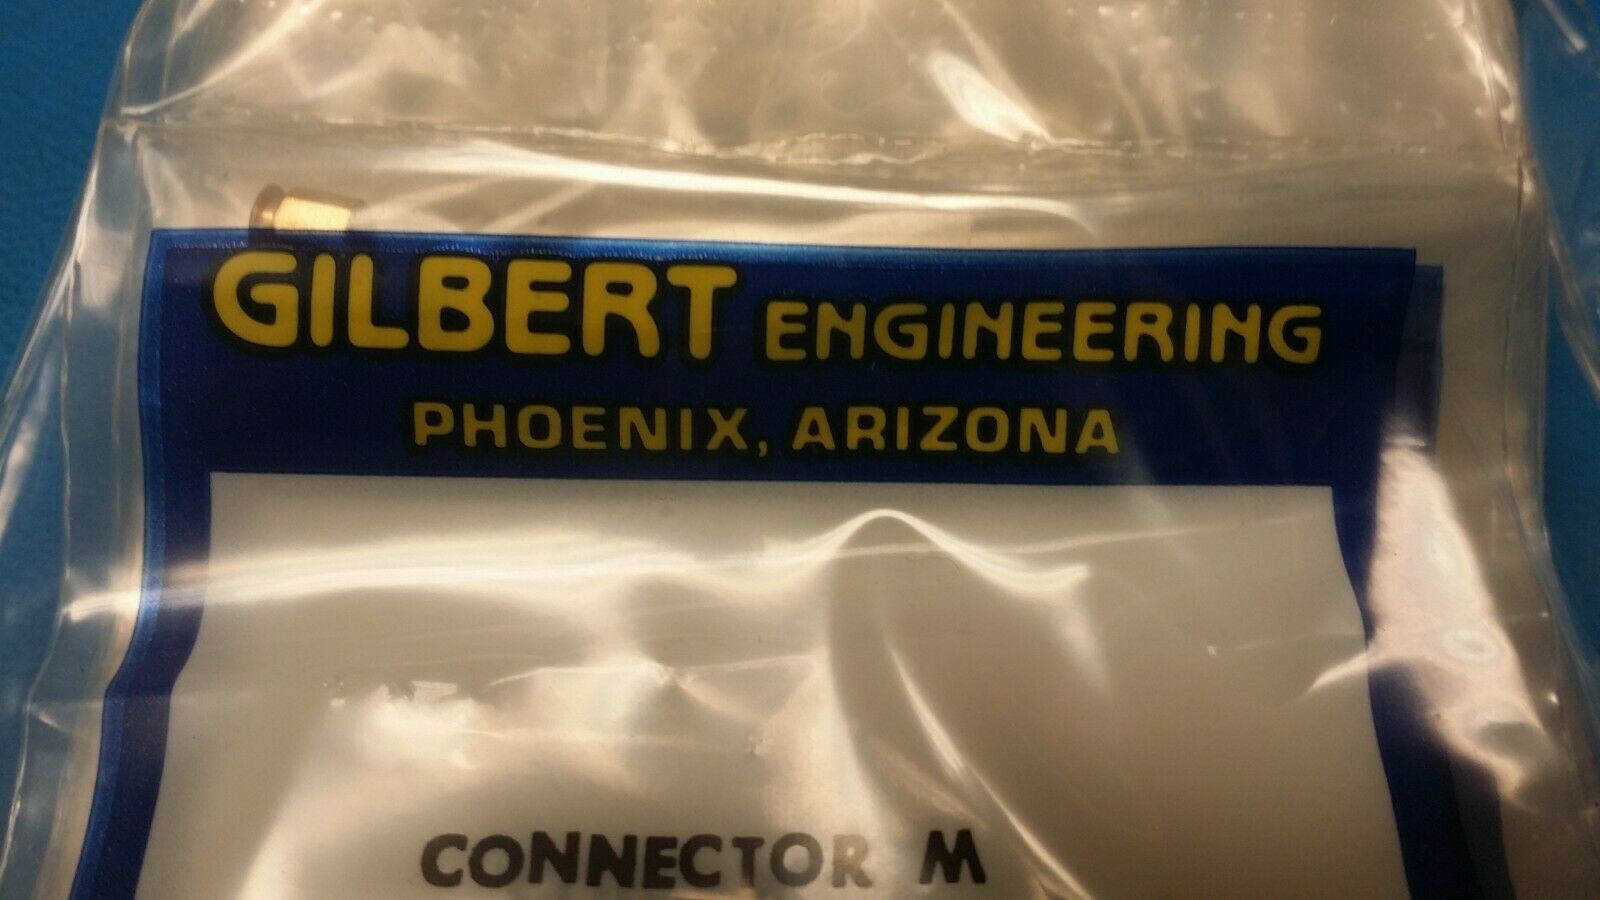 GILBERT ENGINEERING
PHOENIX, ARIZONA
CONNECTOR M